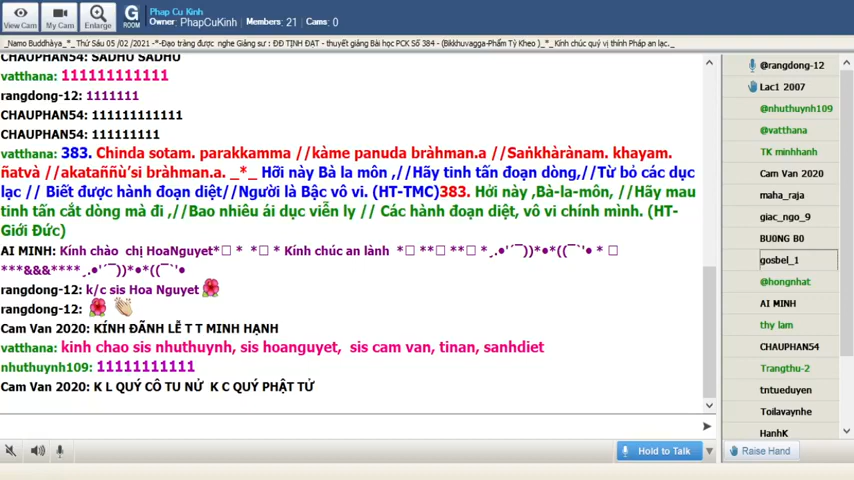 View Cam
My Cam
Enlarge
G
ROOM
Phap Cu Kinh
Owner: PhapCuKinh , Members: 21 | Cams: 0
_Namo Buddhàya_*_ Thứ Sáu 05 /02 /2021 -*-Đạo tràng được nghe Giảng sư : ĐĐ TỊNH ĐẠT - thuyết giảng Bài học PCK Số 384 - (Bikkhuvagga-Phẩm Tỳ Kheo )_*_ Kính chúc quý vị thính Pháp an lạc._
CHAUPHAN54: SADHU SADHU
vatthana: 111111111111
rangdong-12: 1111111
CHAUPHAN54: 11111111111
CHAUPHAN54: 111111111
vatthana: 383. Chinda sotam. parakkamma //kàme panuda bràhman.a //Saṅkhàrànam. khayam.
ñatvà //akataññù’si bràhman.a. _*_ Hỡi này Bà la môn ,//Hãy tinh tấn đoạn dòng,//Từ bỏ các dục
lạc // Biết được hành đoạn diệt//Người là Bậc vô vi. (HT-TMC)383. Hởi này ,Bà-la-môn, //Hãy mau
tinh tấn cắt dòng mà đi ,//Bao nhiêu ái dục viễn ly // Các hành đoạn diệt, vô vi chính mình. (HT-
Giới Đức)
AI MINH: Kính chào chị HoaNguyet*□ * *□ * Kính chúc an lành *□ **□ **□ *¸.•'´¯))*•*((¯`'• * □
***&&&****¸.•'´¯))*•*((¯`'•
rangdong-12: k/c sis Hoa Nguyet
rangdong-12:
Cam Van 2020: KÍNH ĐÃNH LỄ T T MINH HẠNH
vatthana: kinh chao sis nhuthuynh, sis hoanguyet, sis cam van, tinan, sanhdiet
nhuthuynh109: 11111111111
Cam Van 2020: K L QUÝ CÔ TU NỬ K C QUÝ PHẬT TỬ
Hold to Talk
@rangdong-12
Lac1 2007
@nhuthuynh109
@vatthana
TK minhhanh
Cam Van 2020
maha_raja
giac_ngo_9
BU0NG B0
gosbel_1
@hongnhat
AI MINH
thy lam
CHAUPHAN54
Trangthu-2
tntueduyen
Toilavaynhe
HanhK
Raise Hand